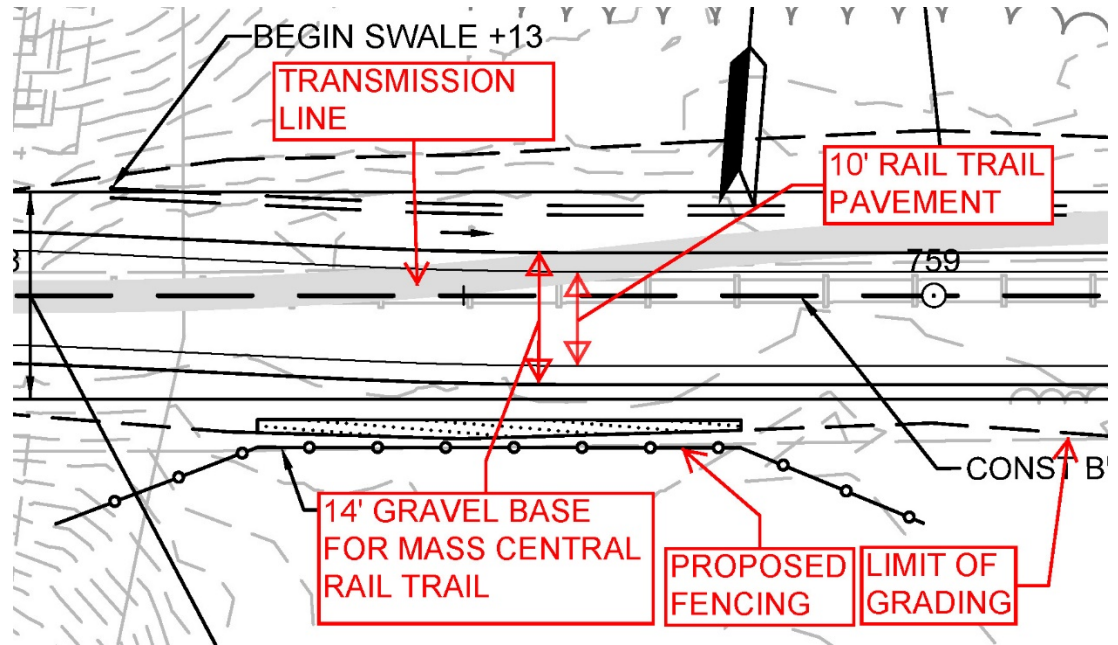 BEGIN SWALE +13
TRANSMISSION
LINE
10' RAIL TRAIL
PAVEMENT
759
CONST B
14' GRAVEL BASE
FOR MASS CENTRAL
RAIL TRAIL
PROPOSED
FENCING
LIMIT OF
GRADING